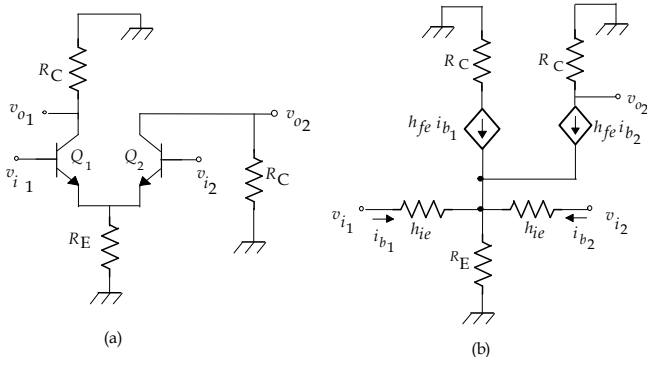 R_C
R_C
R_C
v_o1
v_o2
v_o2
h_fe i_b1
h_fe i_b2
Q_1
Q_2
v_i1
v_i2
R_C
R_E
v_i1
i_b1
h_ie
h_ie
i_b2
v_i2
R_E
(a)
(b)